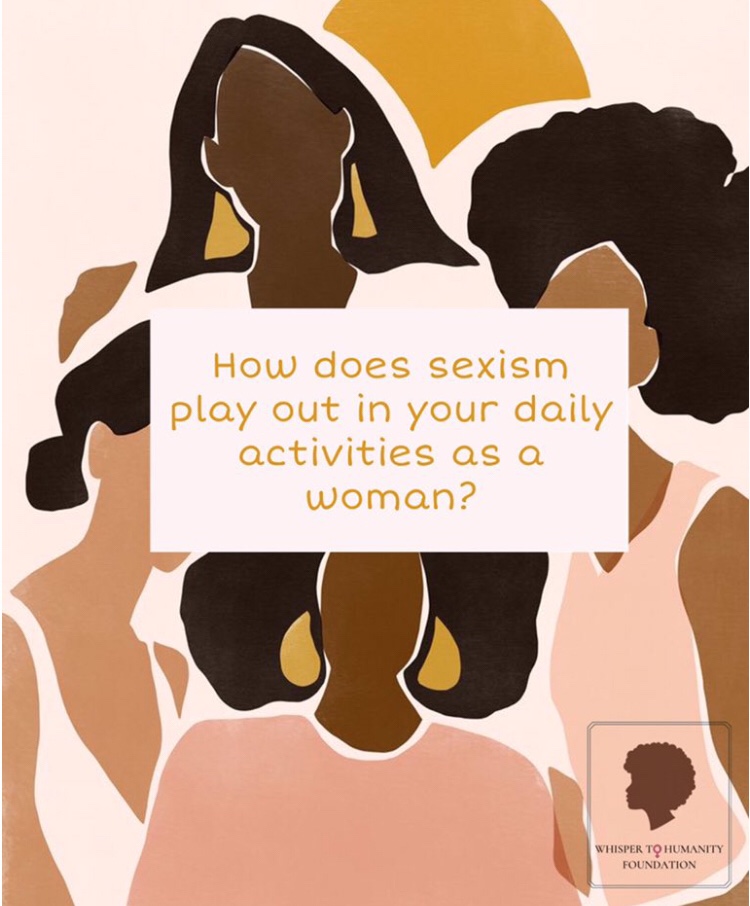 How does sexism
play out in your daily
activities as a
woman?
WHISPER TO HUMANITY
FOUNDATION